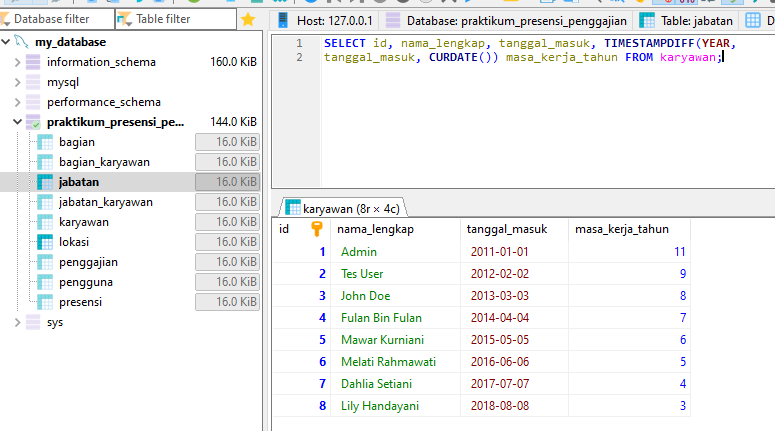 Database filter
Table filter
Host: 127.0.0.1
Database: praktikum_presensi_penggajian
Table: jabatan
D
my_database
information_schema 160.0 KiB
mysql
performance_schema
praktikum_presensi_pe... 144.0 KiB
bagian 16.0 KiB
bagian_karyawan 16.0 KiB
jabatan 16.0 KiB
jabatan_karyawan 16.0 KiB
karyawan 16.0 KiB
lokasi 16.0 KiB
penggajian 16.0 KiB
pengguna 16.0 KiB
presensi 16.0 KiB
sys
1 SELECT id, nama_lengkap, tanggal_masuk, TIMESTAMPDIFF(YEAR,
2 tanggal_masuk, CURDATE()) masa_kerja_tahun FROM karyawan;
karyawan (8r × 4c)
id nama_lengkap tanggal_masuk masa_kerja_tahun
1 Admin 2011-01-01 11
2 Tes User 2012-02-02 9
3 John Doe 2013-03-03 8
4 Fulan Bin Fulan 2014-04-04 7
5 Mawar Kurniani 2015-05-05 6
6 Melati Rahmawati 2016-06-06 5
7 Dahlia Setiani 2017-07-07 4
8 Lily Handayani 2018-08-08 3